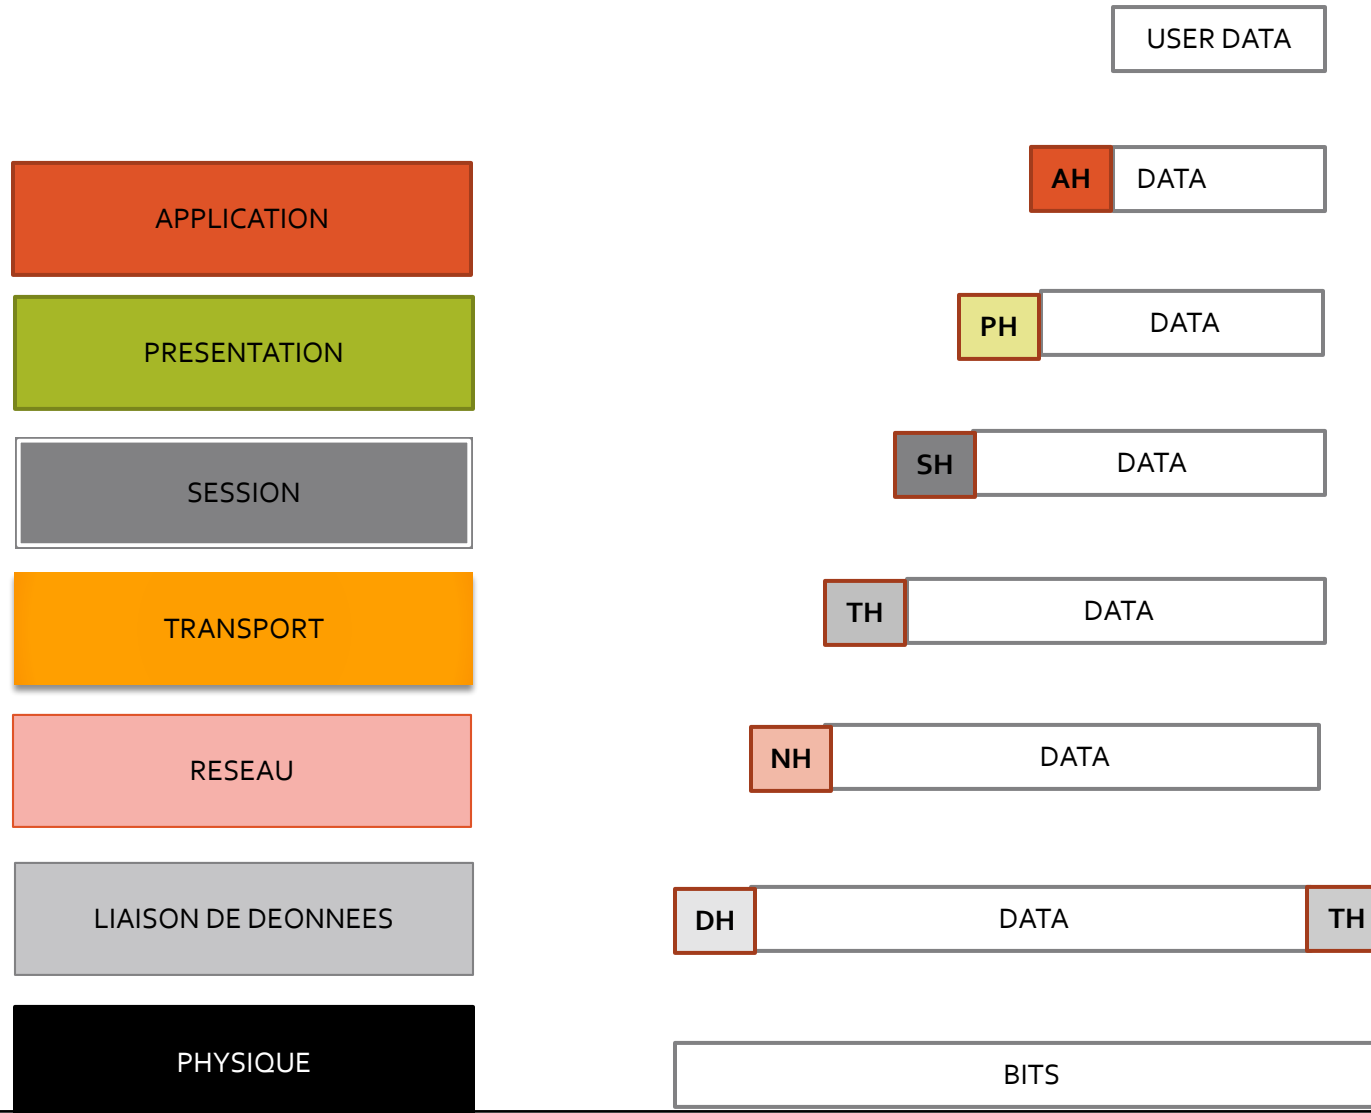 USER DATA
APPLICATION
AH DATA
PRESENTATION
PH DATA
SESSION
SH DATA
TRANSPORT
TH DATA
RESEAU
NH DATA
LIAISON DE DEONNEES
DH DATA TH
PHYSIQUE
BITS